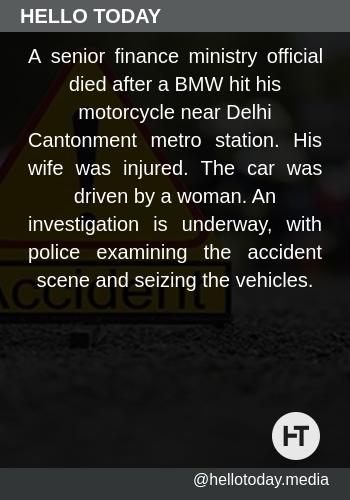 HELLO TODAY
A senior finance ministry official
died after a BMW hit his
motorcycle near Delhi
Cantonment metro station. His
wife was injured. The car was
driven by a woman. An
investigation is underway, with
police examining the accident
scene and seizing the vehicles.
Accident
HT
@hellotoday.media